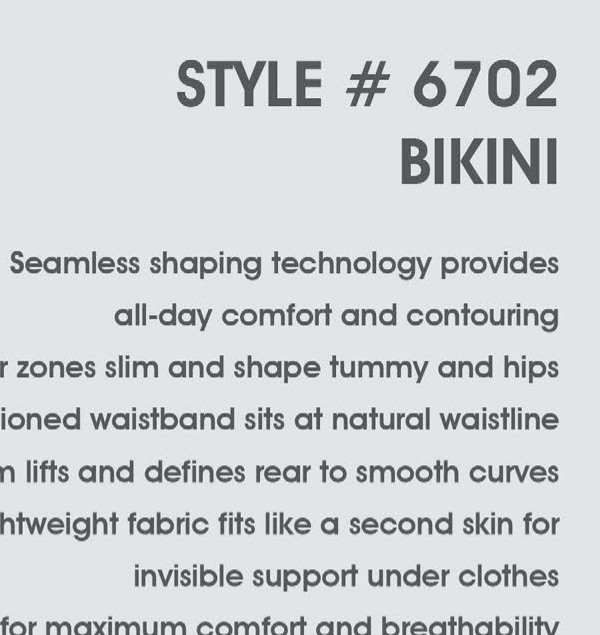 STYLE # 6702
BIKINI
Seamless shaping technology provides
all-day comfort and contouring
zones slim and shape tummy and hips
waistband sits at natural waistline
lifts and defines rear to smooth curves
fabric fits like a second skin for
invisible support under clothes
for maximum comfort and breathability